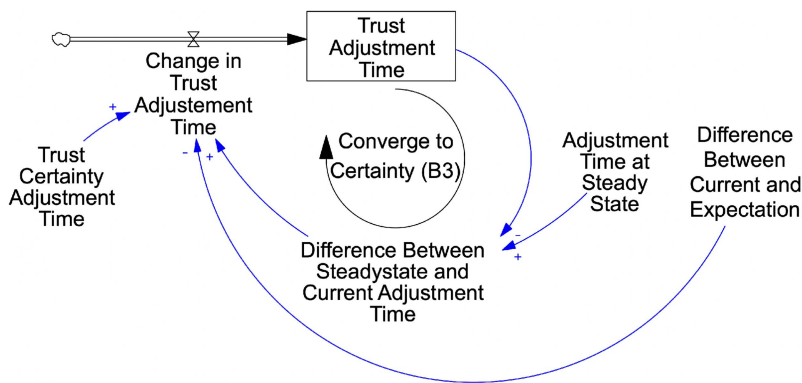 Trust
Adjustment
Time
Change in
Trust
Adjustement
Time
+
Trust
Certainty
Adjustment
Time
-
+
Converge to
Certainty (B3)
Adjustment
Time at
Steady
State
Difference
Between
Current and
Expectation
-
+
Difference Between
Steadystate and
Current Adjustment
Time